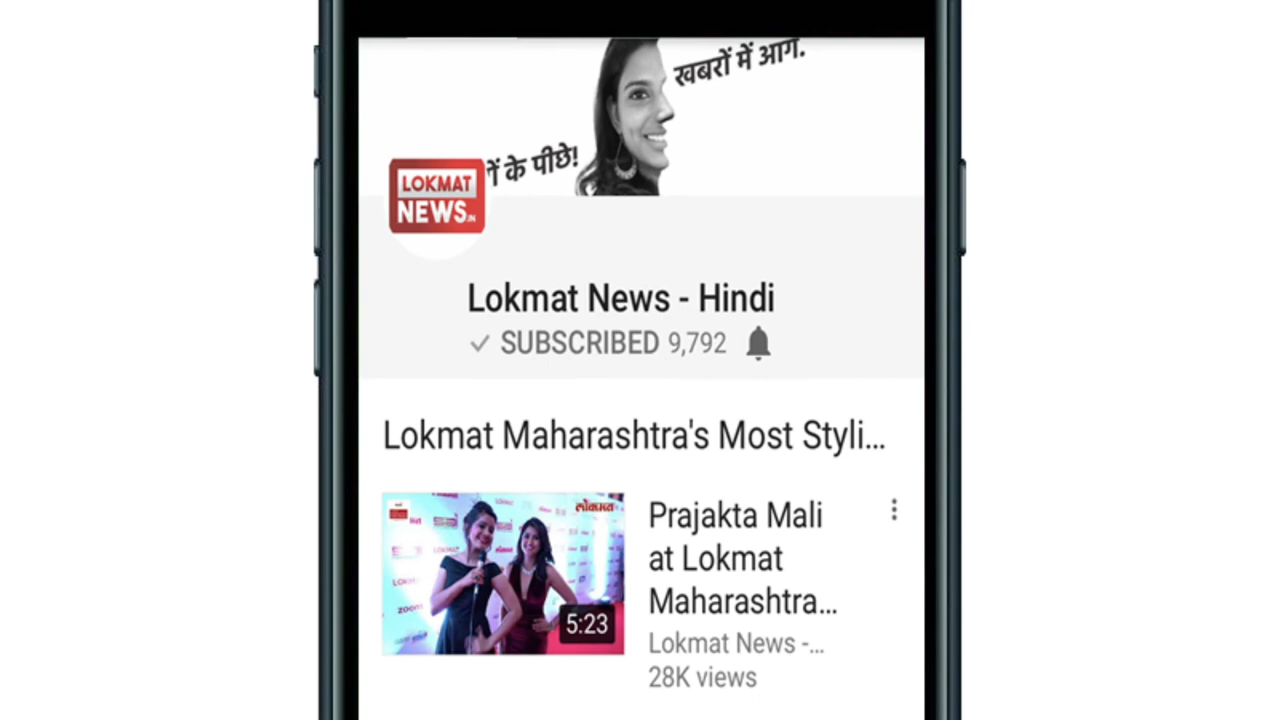 खबरों में आगे.
के पीछे!
LOKMAT
NEWS.IN
Lokmat News - Hindi
SUBSCRIBED 9,792
Lokmat Maharashtra's Most Styli...
लोकमत
5:23
Prajakta Mali
at Lokmat
Maharashtra...
Lokmat News -...
28K views